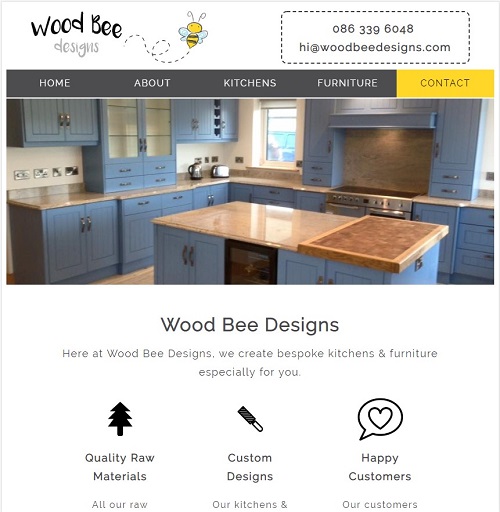 Wood Bee
designs
086 339 6048
hi@woodbeedesigns.com
HOME ABOUT KITCHENS FURNITURE CONTACT
Wood Bee Designs
Here at Wood Bee Designs, we create bespoke kitchens & furniture
especially for you.
Quality Raw
Materials
Custom
Designs
Happy
Customers
All our raw
Our kitchens &
Our customers